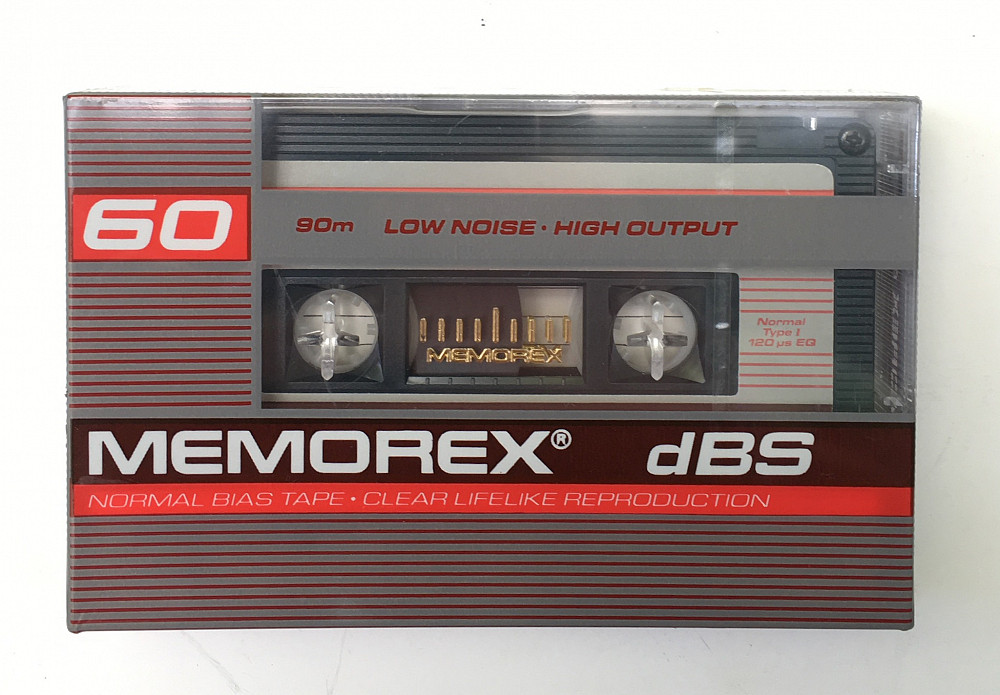 60
90m LOW NOISE • HIGH OUTPUT
Normal
Type I
120 µs EQ
MEMOREX
MEMOREX® dBS
NORMAL BIAS TAPE • CLEAR LIFELIKE REPRODUCTION